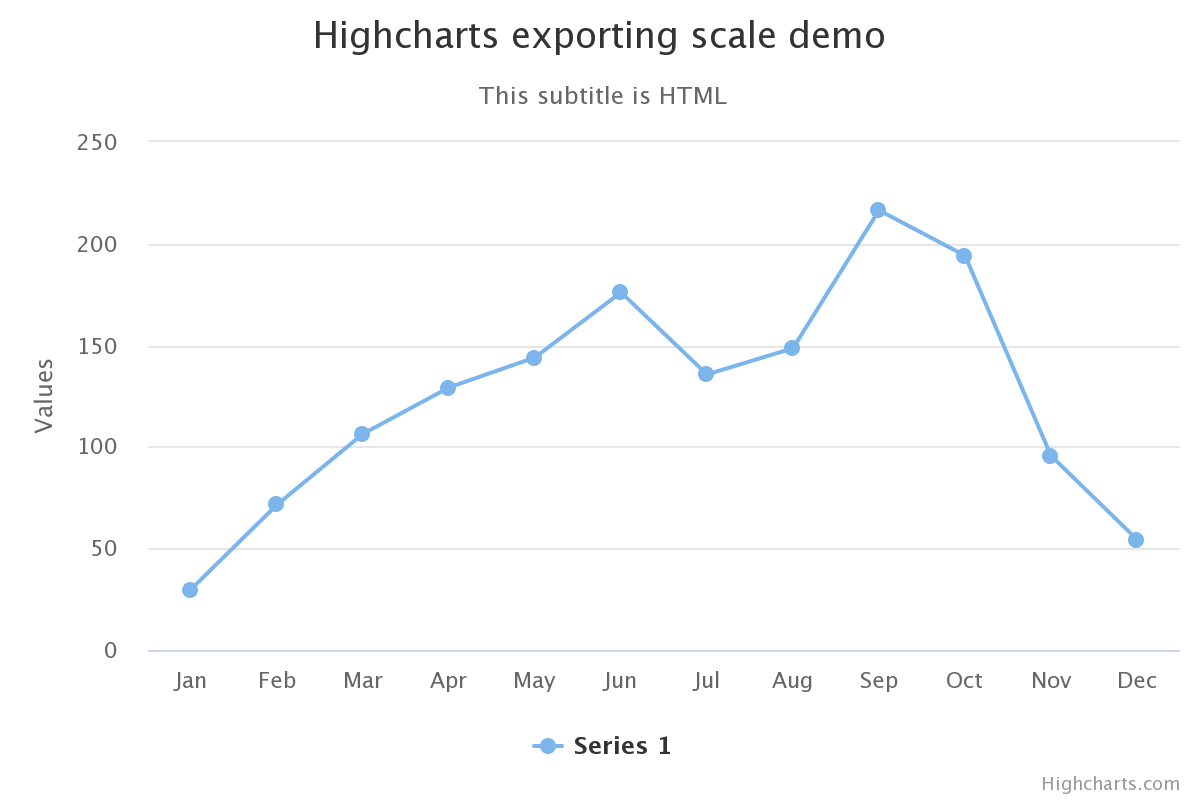 Highcharts exporting scale demo
This subtitle is HTML
250
200
150
100
50
0
Values
Jan Feb Mar Apr May Jun Jul Aug Sep Oct Nov Dec
Series 1
Highcharts.com